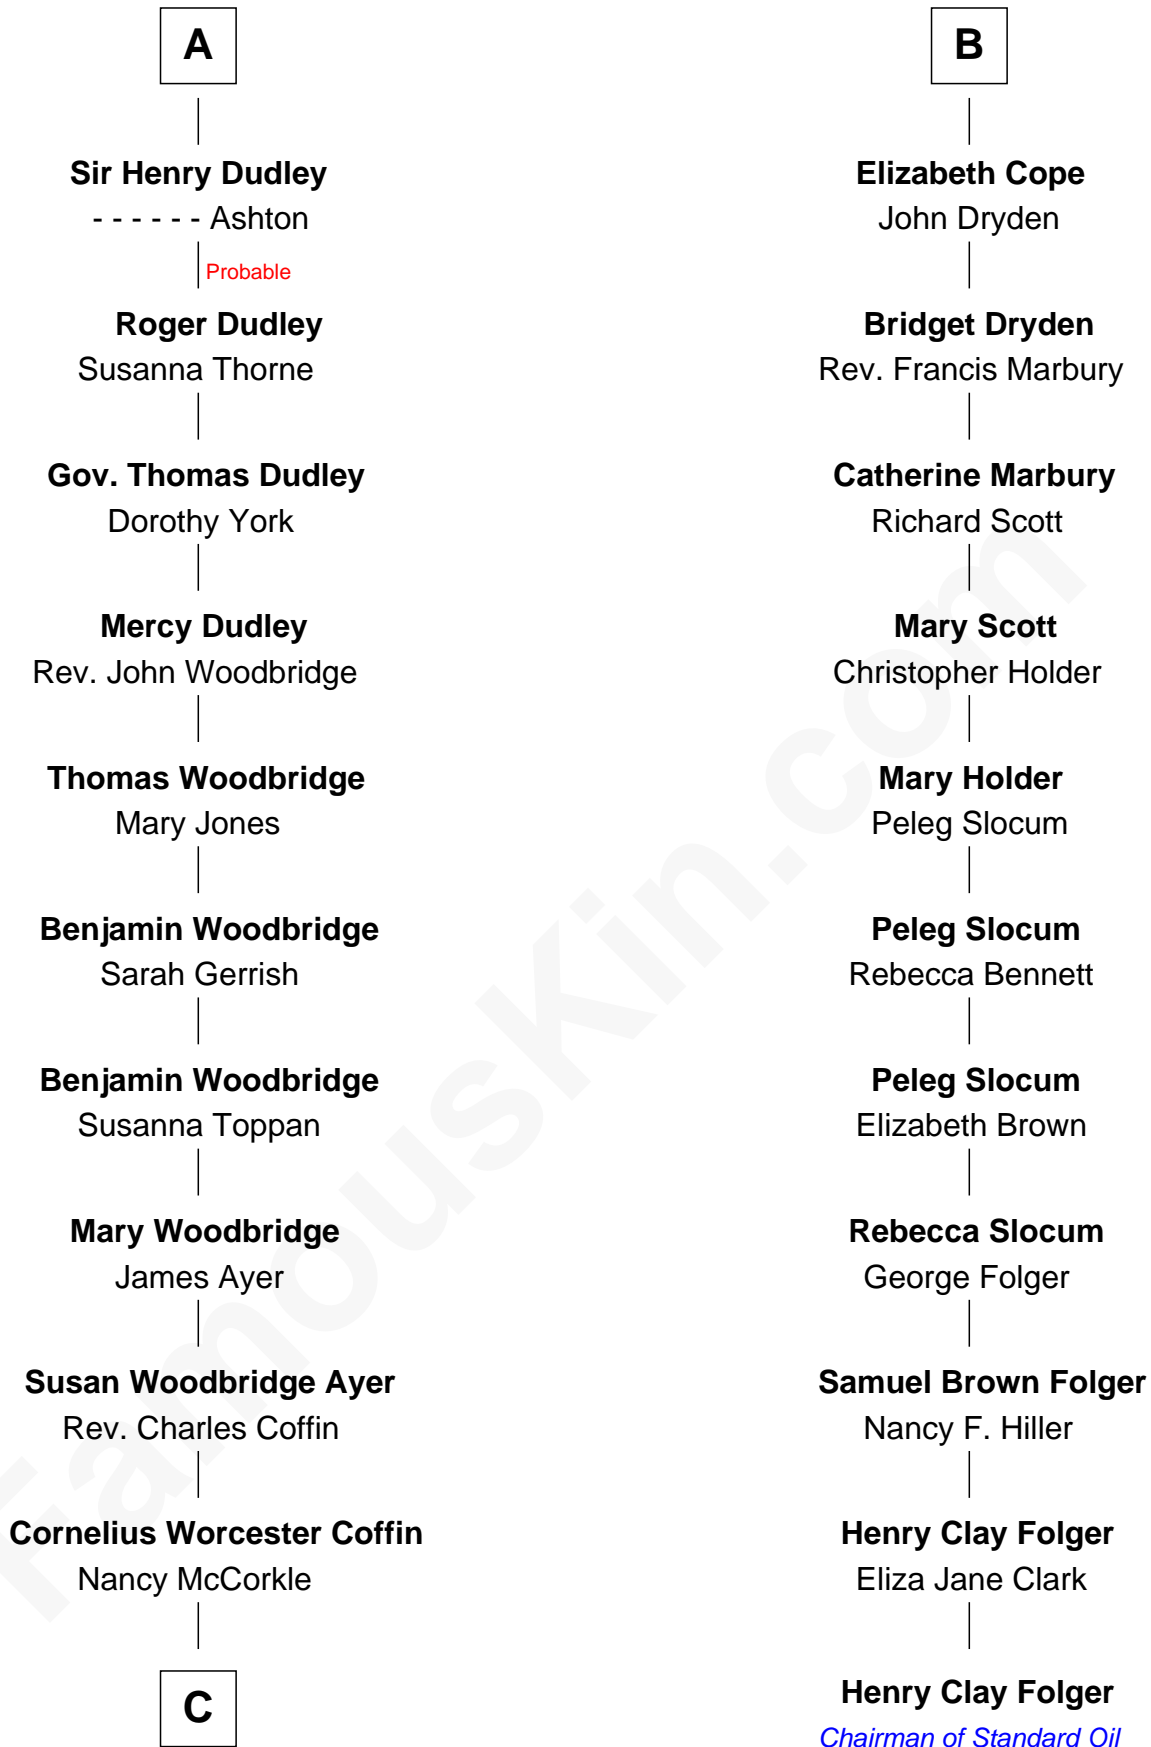 A
Sir Henry Dudley
- - - - - - Ashton
Probable
Roger Dudley
Susanna Thorne
Gov. Thomas Dudley
Dorothy York
Mercy Dudley
Rev. John Woodbridge
Thomas Woodbridge
Mary Jones
Benjamin Woodbridge
Sarah Gerrish
Benjamin Woodbridge
Susanna Toppan
Mary Woodbridge
James Ayer
Susan Woodbridge Ayer
Rev. Charles Coffin
Cornelius Worcester Coffin
Nancy McCorkle
C
B
Elizabeth Cope
John Dryden
Bridget Dryden
Rev. Francis Marbury
Catherine Marbury
Richard Scott
Mary Scott
Christopher Holder
Mary Holder
Peleg Slocum
Peleg Slocum
Rebecca Bennett
Peleg Slocum
Elizabeth Brown
Rebecca Slocum
George Folger
Samuel Brown Folger
Nancy F. Hiller
Henry Clay Folger
Eliza Jane Clark
Henry Clay Folger
Chairman of Standard Oil
FamousKin.com